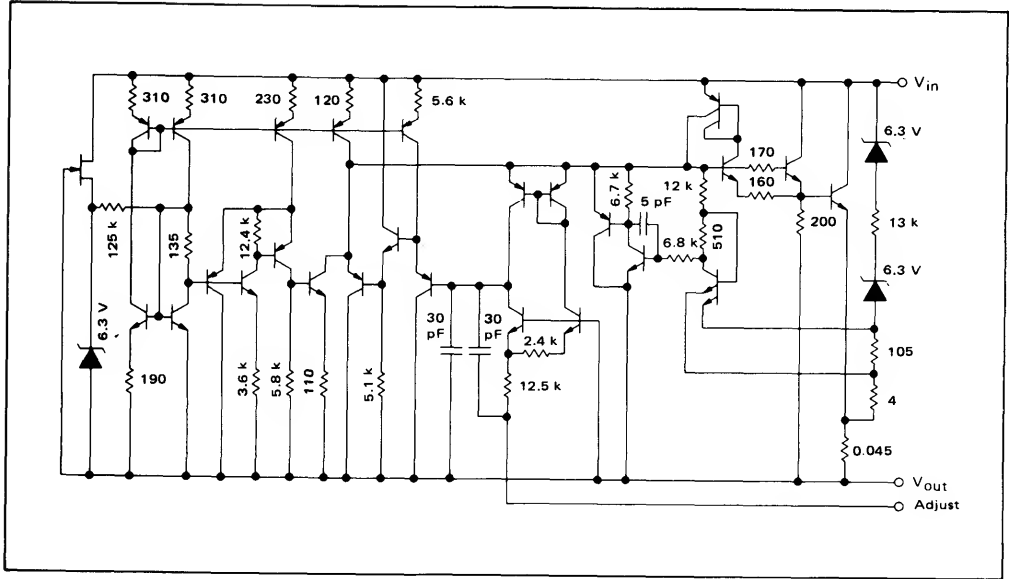 310
310
230
120
5.6 k
Vin
6.3 V
170
160
12 k
6.7 k
5 pF
510
200
13 k
125 k
135
12.4 k
6.8 k
6.3 V
6.3 V
30 pF
30 pF
2.4 k
105
190
3.6 k
5.8 k
110
5.1 k
12.5 k
4
0.045
Vout
Adjust